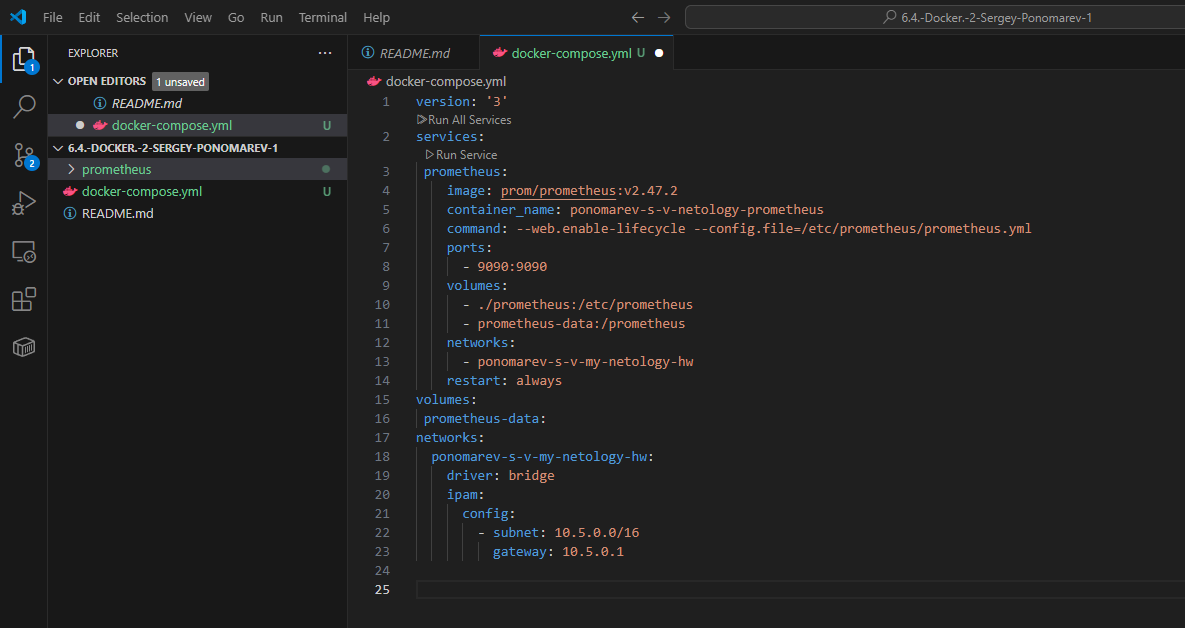 File Edit Selection View Go Run Terminal Help
6.4.-Docker.-2-Sergey-Ponomarev-1
EXPLORER
OPEN EDITORS 1 unsaved
README.md
docker-compose.yml U
6.4.-DOCKER.-2-SERGEY-PONOMAREV-1
prometheus
docker-compose.yml U
README.md
1
2
README.md docker-compose.yml U
docker-compose.yml
1 version: '3'
Run All Services
2 services:
Run Service
3 prometheus:
4 image: prom/prometheus:v2.47.2
5 container_name: ponomarev-s-v-netology-prometheus
6 command: --web.enable-lifecycle --config.file=/etc/prometheus/prometheus.yml
7 ports:
8 - 9090:9090
9 volumes:
10 - ./prometheus:/etc/prometheus
11 - prometheus-data:/prometheus
12 networks:
13 - ponomarev-s-v-my-netology-hw
14 restart: always
15 volumes:
16 prometheus-data:
17 networks:
18 ponomarev-s-v-my-netology-hw:
19 driver: bridge
20 ipam:
21 config:
22 - subnet: 10.5.0.0/16
23 gateway: 10.5.0.1
24
25